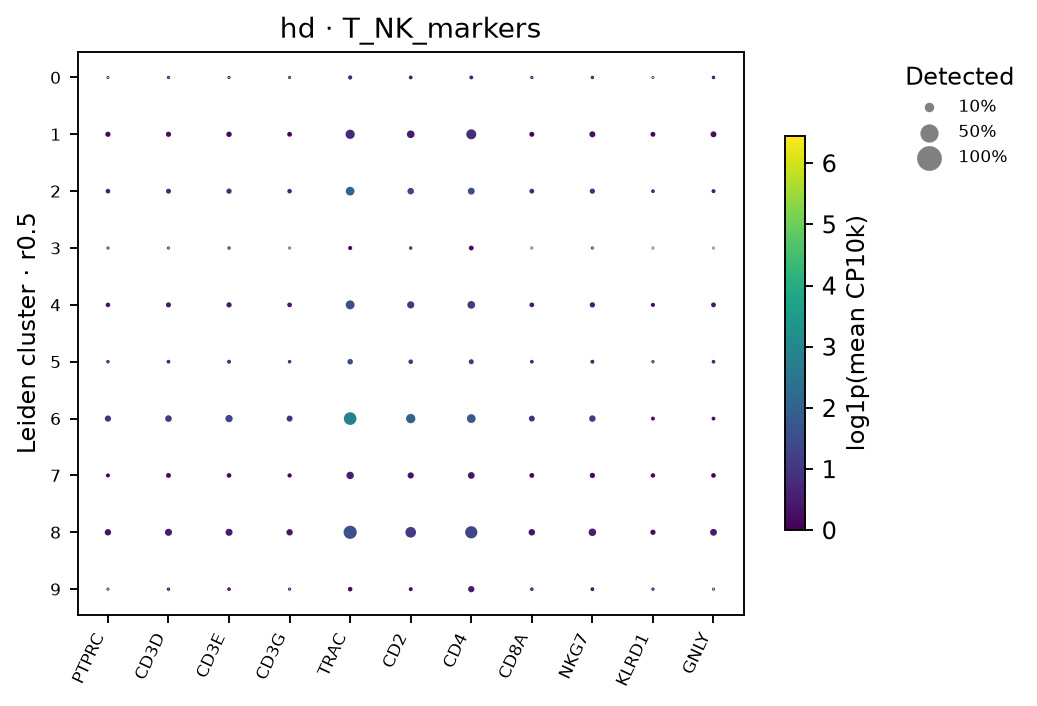 hd · T_NK_markers
Leiden cluster · r0.5
0
1
2
3
4
5
6
7
8
9
PTPRC
CD3D
CD3E
CD3G
TRAC
CD2
CD4
CD8A
NKG7
KLRD1
GNLY
Detected
10%
50%
100%
6
5
4
3
2
1
0
log1p(mean CP10k)